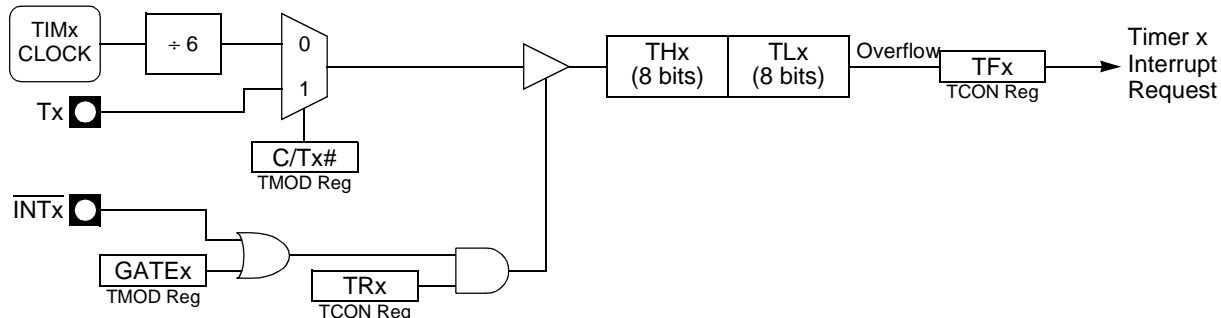 TIMx
CLOCK
÷ 6
0
1
Tx
C/Tx#
TMOD Reg
THx
(8 bits)
TLx
(8 bits)
Overflow
TFx
TCON Reg
Timer x
Interrupt
Request
INTx
GATEx
TMOD Reg
TRx
TCON Reg